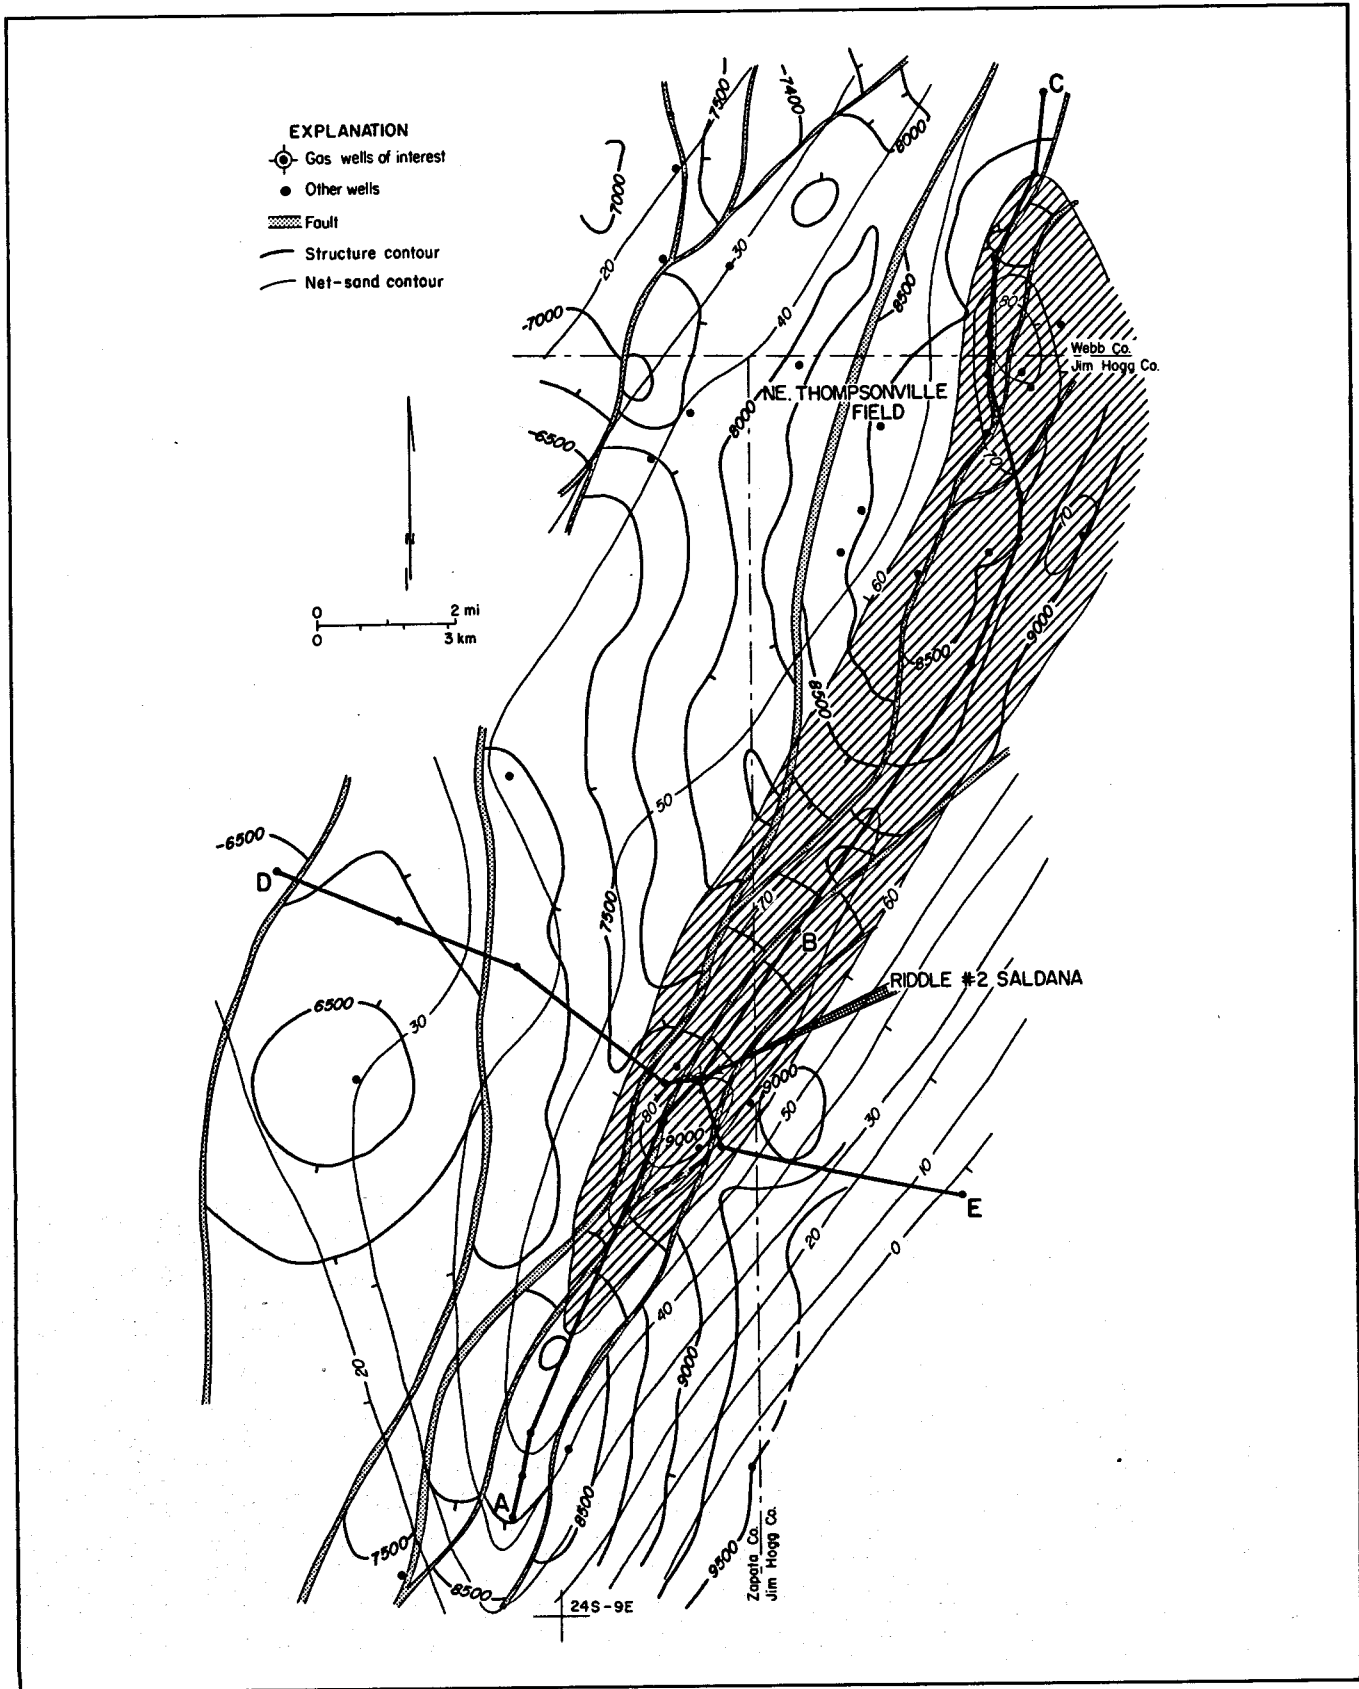 EXPLANATION
Gas wells of interest
Other wells
Fault
Structure contour
Net-sand contour
N
0 2 mi
0 3 km
7500
-7400
8000
-7000
20
30
40
8500
C
-7000
80
Webb Co.
Jim Hogg Co.
NE. THOMPSONVILLE
FIELD
8000
-6500
70
70
60
9000
8500
8500
50
-6500
D
7500
70
60
B
RIDDLE #2 SALDANA
6500
30
9000
80
50
9000
30
10
E
20
0
40
20
9000
A
8500
7500
9500
8500
Zapata Co.
Jim Hogg Co.
24S-9E